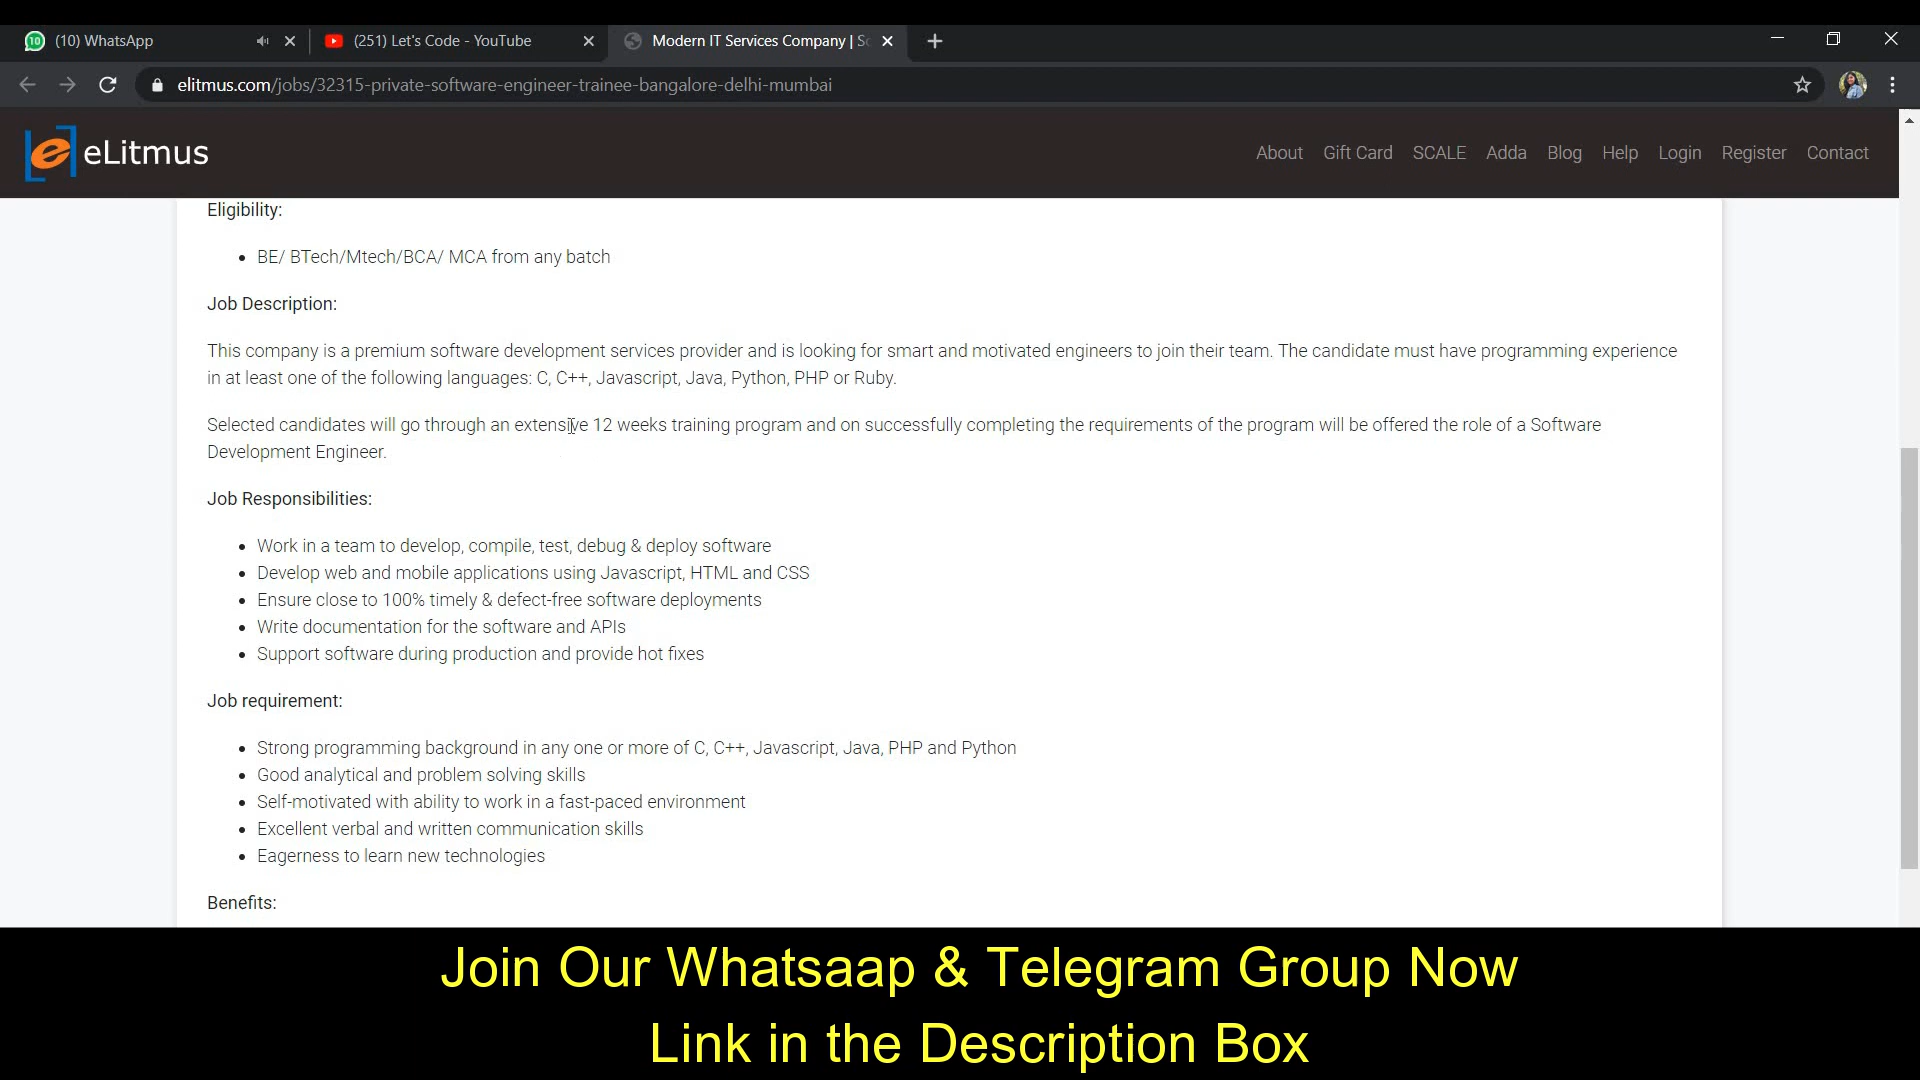 (10) WhatsApp
(251) Let's Code - YouTube
Modern IT Services Company | Sc
elitmus.com/jobs/32315-private-software-engineer-trainee-bangalore-delhi-mumbai
eLitmus
About Gift Card SCALE Adda Blog Help Login Register Contact
Eligibility:
• BE/ BTech/Mtech/BCA/ MCA from any batch
Job Description:
This company is a premium software development services provider and is looking for smart and motivated engineers to join their team. The candidate must have programming experience
in at least one of the following languages: C, C++, Javascript, Java, Python, PHP or Ruby.
Selected candidates will go through an extensive 12 weeks training program and on successfully completing the requirements of the program will be offered the role of a Software
Development Engineer.
Job Responsibilities:
• Work in a team to develop, compile, test, debug & deploy software
• Develop web and mobile applications using Javascript, HTML and CSS
• Ensure close to 100% timely & defect-free software deployments
• Write documentation for the software and APIs
• Support software during production and provide hot fixes
Job requirement:
• Strong programming background in any one or more of C, C++, Javascript, Java, PHP and Python
• Good analytical and problem solving skills
• Self-motivated with ability to work in a fast-paced environment
• Excellent verbal and written communication skills
• Eagerness to learn new technologies
Benefits:
Join Our Whatsaap & Telegram Group Now
Link in the Description Box